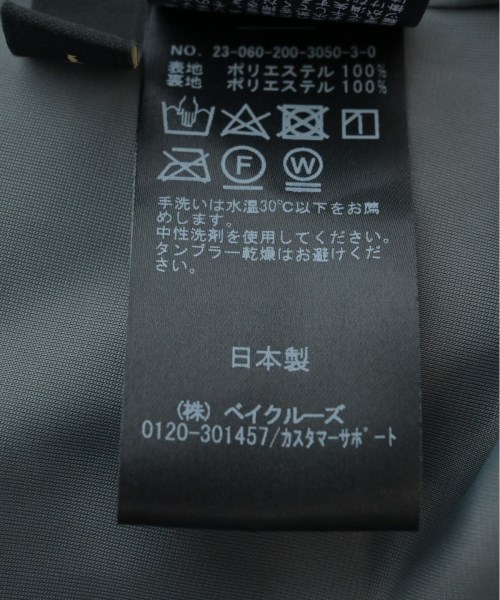 NO. 23-060-200-3050-3-0
表地 ポリエステル 100%
裏地 ポリエステル 100%
F W
手洗いは水温30℃以下をお薦
めします。
中性洗剤を使用してください。
タンブラー乾燥はお避けくだ
さい。
日本製
(株) ベイクルーズ
0120-301457/カスタマーサポート